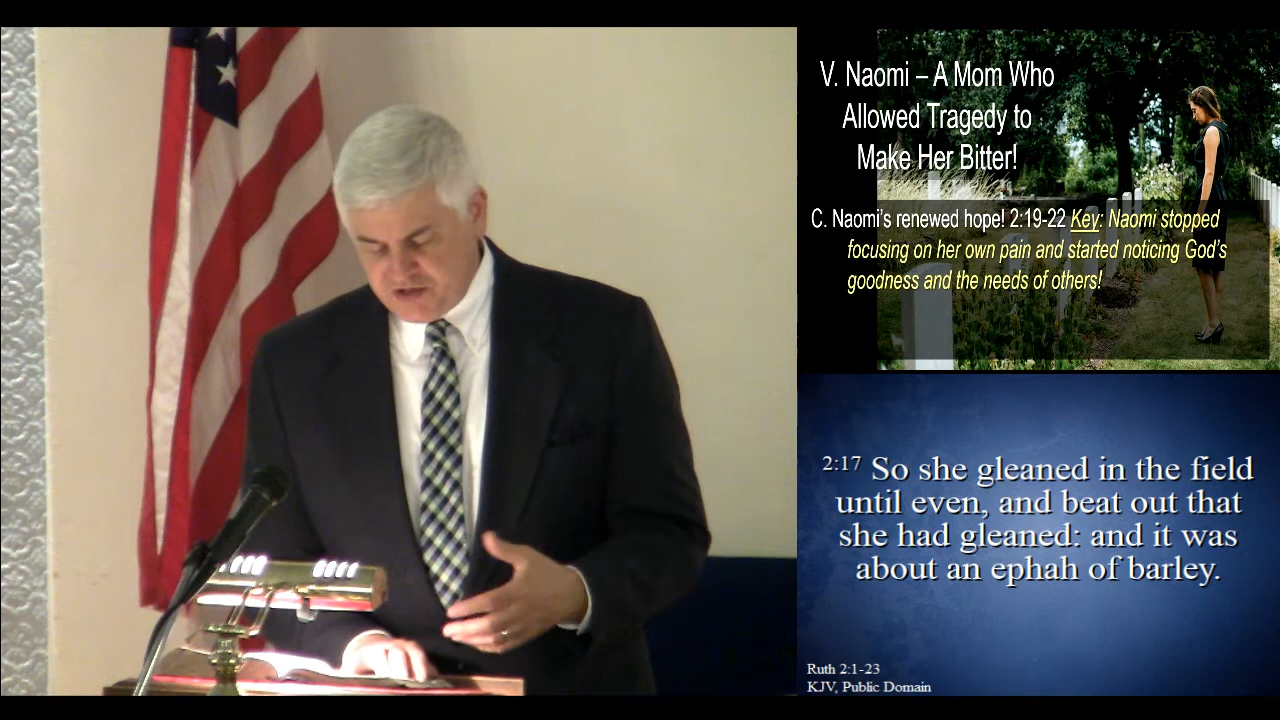 V. Naomi – A Mom Who
Allowed Tragedy to
Make Her Bitter!
C. Naomi's renewed hope! 2:19-22 Key: Naomi stopped
focusing on her own pain and started noticing God's
goodness and the needs of others!
2:17 So she gleaned in the field
until even, and beat out that
she had gleaned: and it was
about an ephah of barley.
Ruth 2:1-23
KJV, Public Domain